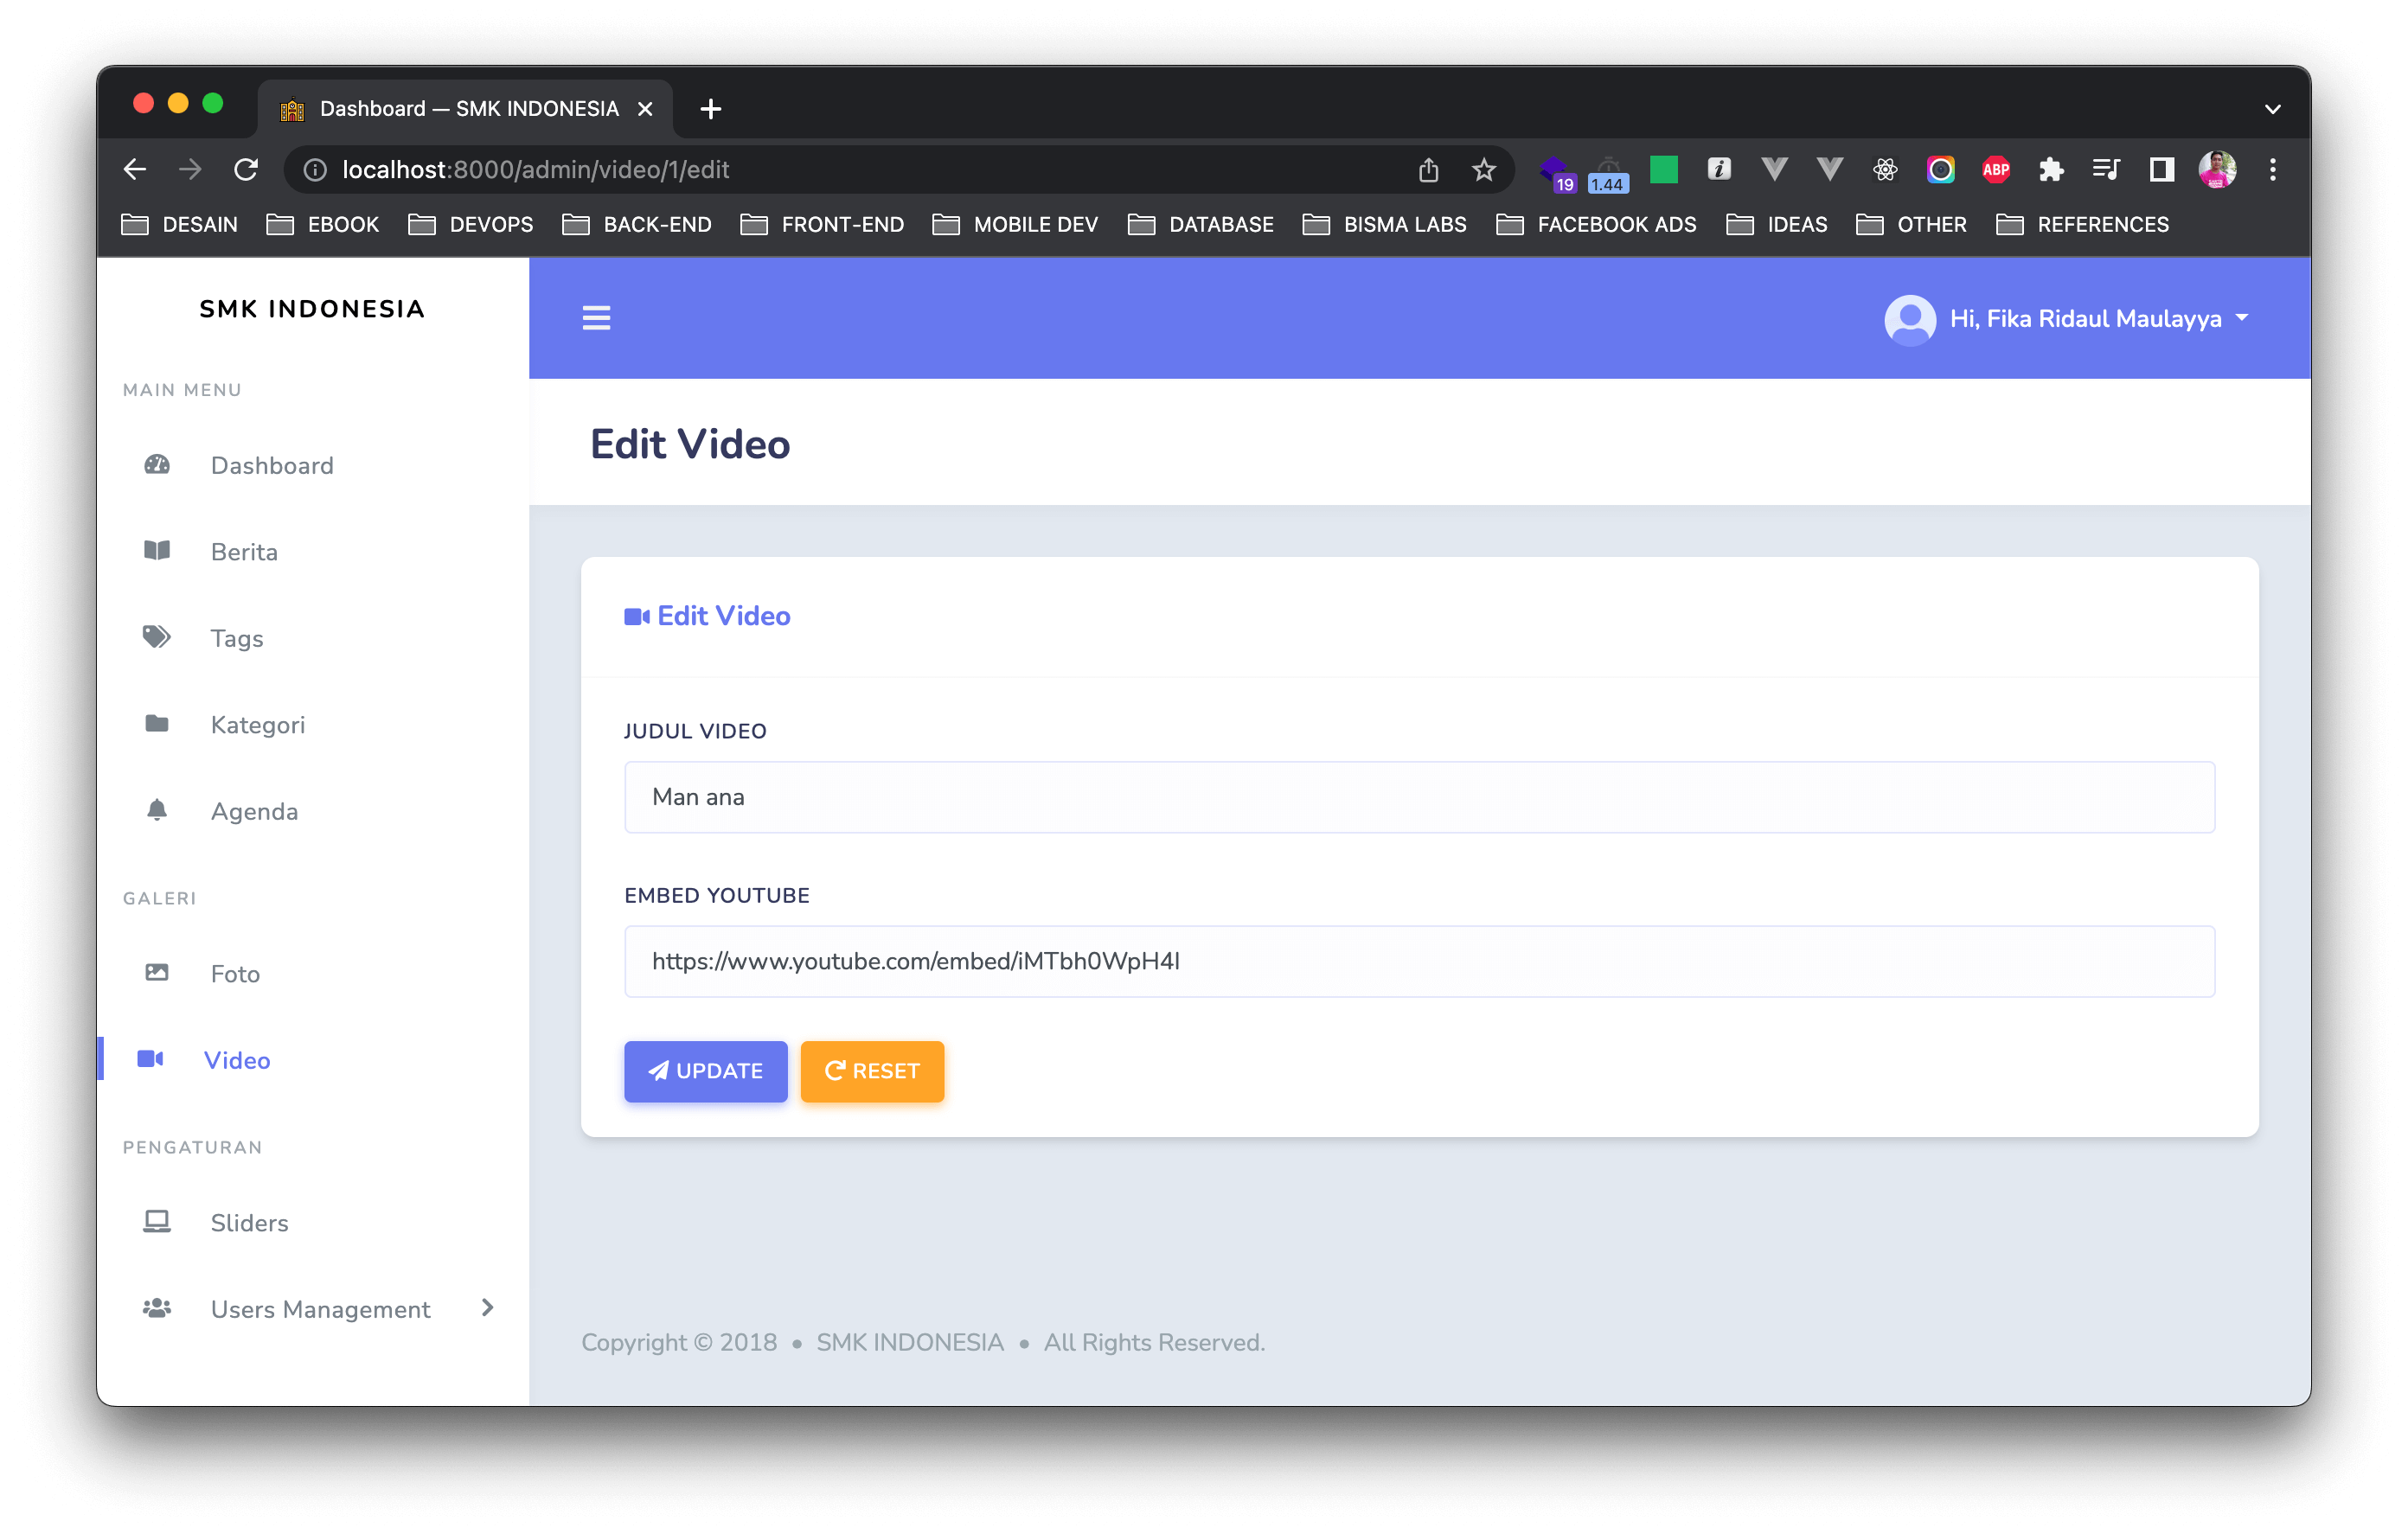 Dashboard — SMK INDONESIA
localhost:8000/admin/video/1/edit
19
1.44
ABP
DESAIN EBOOK DEVOPS BACK-END FRONT-END MOBILE DEV DATABASE BISMA LABS FACEBOOK ADS IDEAS OTHER REFERENCES
SMK INDONESIA
Hi, Fika Ridaul Maulayya
MAIN MENU
Dashboard
Berita
Tags
Kategori
Agenda
GALERI
Foto
Video
PENGATURAN
Sliders
Users Management
Edit Video
Edit Video
JUDUL VIDEO
Man ana
EMBED YOUTUBE
https://www.youtube.com/embed/iMTbh0WpH4I
UPDATE RESET
Copyright © 2018 • SMK INDONESIA • All Rights Reserved.